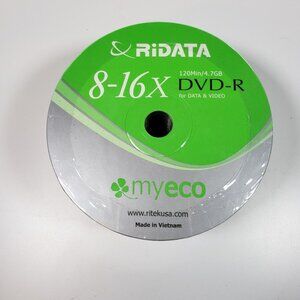 RiDATA
120Min/4.7GB
8-16X DVD-R
for DATA & VIDEO
myeco
www.ritekusa.com
Made in Vietnam